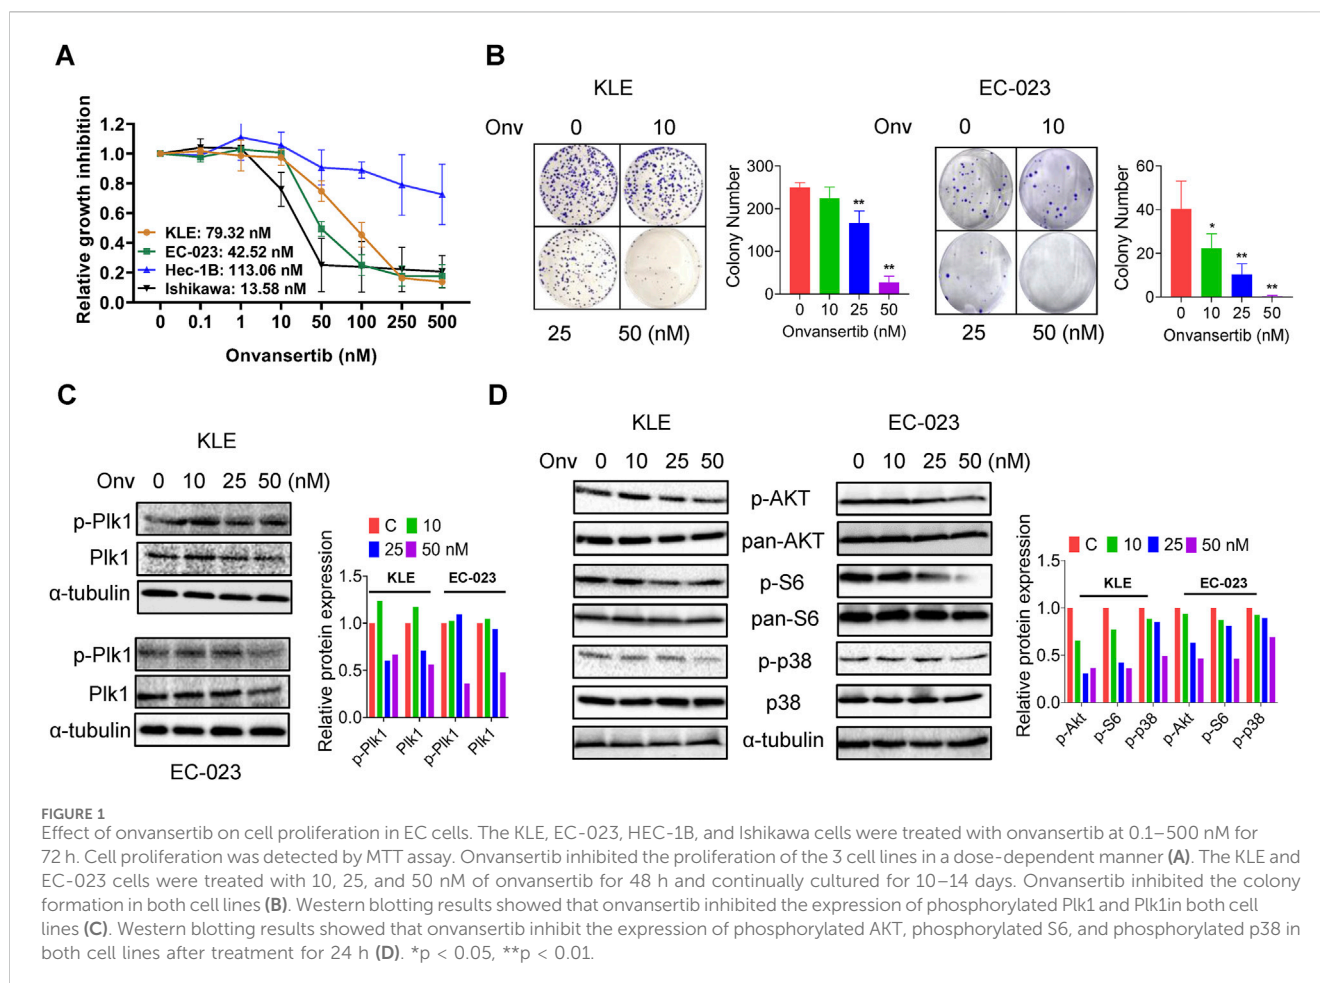 A
Relative growth inhibition
1.2
1.0
0.8
0.6
0.4
0.2
0.0
KLE: 79.32 nM
EC-023: 42.52 nM
Hec-1B: 113.06 nM
Ishikawa: 13.58 nM
0 0.1 1 10 50 100 250 500
Onvansertib (nM)
B
KLE
Onv 0 10
25 50 (nM)
Colony Number
300
200
100
0
** **
0 10 25 50
Onvansertib (nM)
EC-023
Onv 0 10
25 50 (nM)
Colony Number
60
40
20
0
* ** **
0 10 25 50
Onvansertib (nM)
C
KLE
Onv 0 10 25 50 (nM)
p-Plk1
Plk1
α-tubulin
p-Plk1
Plk1
α-tubulin
EC-023
C 10
25 50 nM
Relative protein expression
1.5
1.0
0.5
0.0
KLE EC-023
p-Plk1 Plk1 p-Plk1 Plk1
D
KLE EC-023
Onv 0 10 25 50 0 10 25 50 (nM)
p-AKT
pan-AKT
p-S6
pan-S6
p-p38
p38
α-tubulin
C 10 25 50 nM
Relative protein expression
1.5
1.0
0.5
0.0
KLE EC-023
p-Akt p-S6 p-p38 p-Akt p-S6 p-p38
FIGURE 1
Effect of onvansertib on cell proliferation in EC cells. The KLE, EC-023, HEC-1B, and Ishikawa cells were treated with onvansertib at 0.1–500 nM for
72 h. Cell proliferation was detected by MTT assay. Onvansertib inhibited the proliferation of the 3 cell lines in a dose-dependent manner (A). The KLE and
EC-023 cells were treated with 10, 25, and 50 nM of onvansertib for 48 h and continually cultured for 10–14 days. Onvansertib inhibited the colony
formation in both cell lines (B). Western blotting results showed that onvansertib inhibited the expression of phosphorylated Plk1 and Plk1in both cell
lines (C). Western blotting results showed that onvansertib inhibit the expression of phosphorylated AKT, phosphorylated S6, and phosphorylated p38 in
both cell lines after treatment for 24 h (D). *p < 0.05, **p < 0.01.